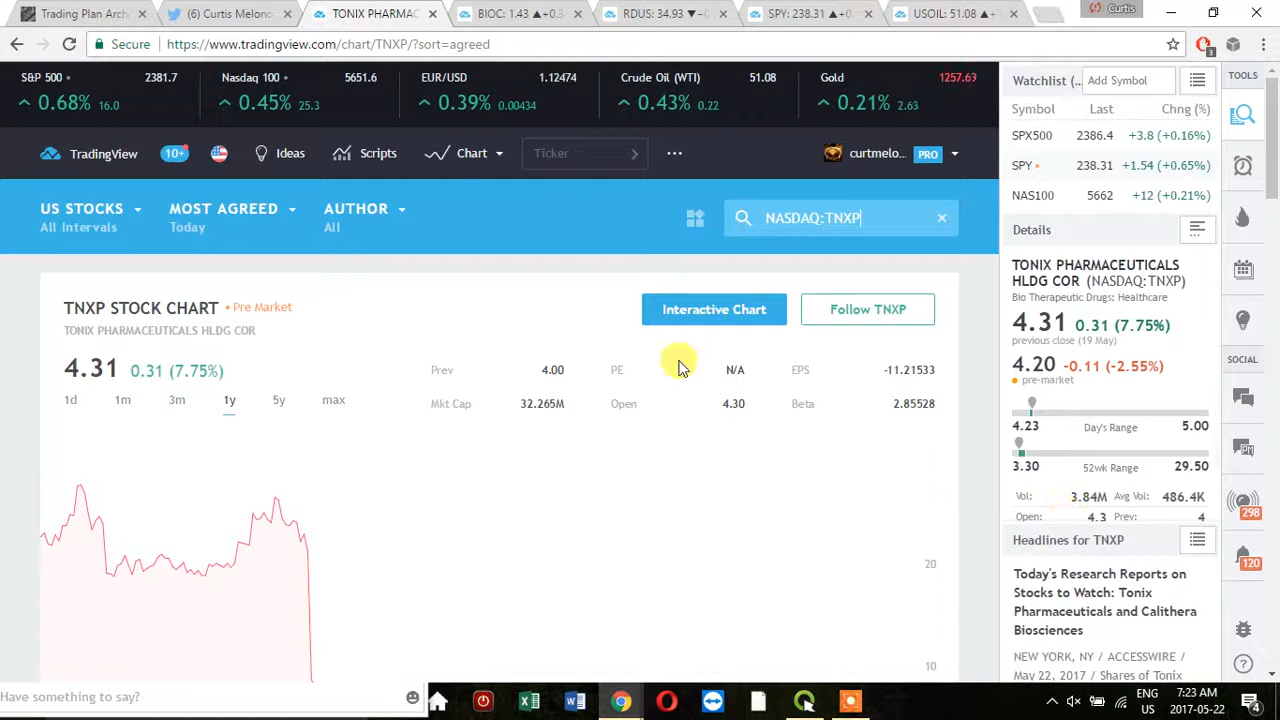 Trading Plan Arche
(6) Curtis Melono
TONIX PHARMAC
BIOC: 1.43 ▲+0.3
RDUS: 34.93 ▼−0
SPY: 238.31 ▲+0
USOIL: 51.08 ▲+
Curtis
Secure
https://www.tradingview.com/chart/TNXP/?sort=agreed
3
S&P 500 2381.7
0.68% 16.0
Nasdaq 100 5651.6
0.45% 25.3
EUR/USD 1.12474
0.39% 0.00434
Crude Oil (WTI) 51.08
0.43% 0.22
Gold 1257.63
0.21% 2.63
TradingView 10+ Ideas Scripts Chart Ticker ... curtmelo... PRO
US STOCKS
All Intervals
MOST AGREED
Today
AUTHOR
All
NASDAQ:TNXP
TNXP STOCK CHART • Pre Market
TONIX PHARMACEUTICALS HLDG COR
Interactive Chart
Follow TNXP
4.31 0.31 (7.75%)
Prev 4.00 PE N/A EPS -11.21533
Mkt Cap 32.265M Open 4.30 Beta 2.85528
1d 1m 3m 1y 5y max
20
10
Have something to say?
Watchlist (... Add Symbol
Symbol Last Chng (%)
SPX500 2386.4 +3.8 (+0.16%)
SPY 238.31 +1.54 (+0.65%)
NAS100 5662 +12 (+0.21%)
Details
TONIX PHARMACEUTICALS
HLDG COR (NASDAQ:TNXP)
Bio Therapeutic Drugs: Healthcare
4.31 0.31 (7.75%)
previous close (19 May)
4.20 -0.11 (-2.55%)
pre-market
4.23 Day's Range 5.00
3.30 52wk Range 29.50
Vol: 3.84M Avg Vol: 486.4K
Open: 4.3 Prev: 4
Headlines for TNXP
Today's Research Reports on
Stocks to Watch: Tonix
Pharmaceuticals and Calithera
Biosciences
NEW YORK, NY / ACCESSWIRE /
May 22, 2017 / Shares of Tonix
TOOLS
SOCIAL
298
120
ENG
US
7:23 AM
2017-05-22
4